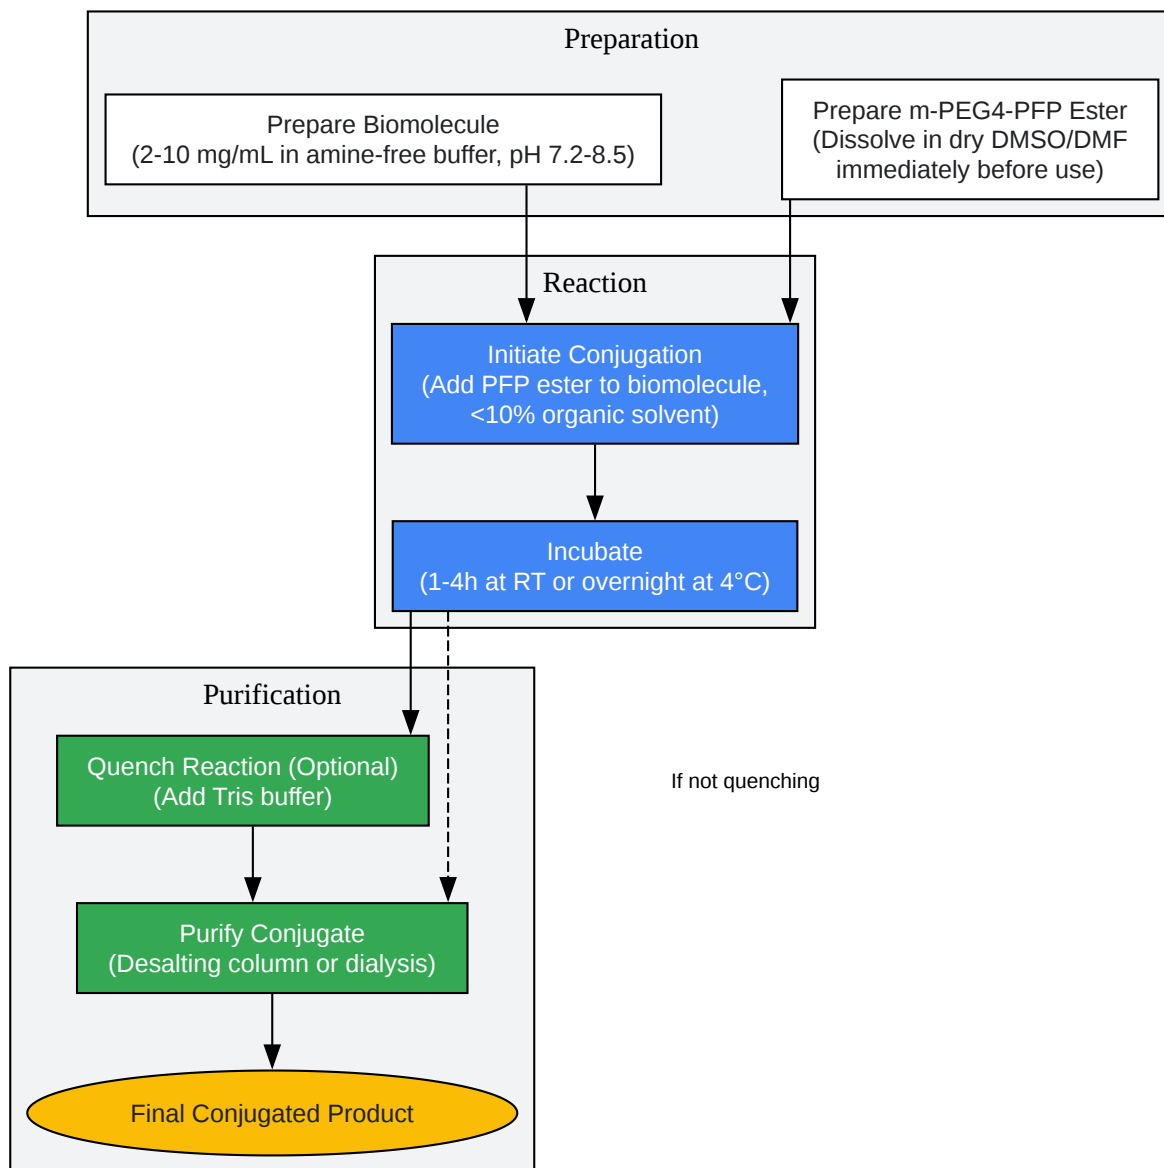 Preparation
Prepare Biomolecule
(2-10 mg/mL in amine-free buffer, pH 7.2-8.5)
Prepare m-PEG4-PFP Ester
(Dissolve in dry DMSO/DMF
immediately before use)
Reaction
Initiate Conjugation
(Add PFP ester to biomolecule,
<10% organic solvent)
Incubate
(1-4h at RT or overnight at 4°C)
Purification
Quench Reaction (Optional)
(Add Tris buffer)
If not quenching
Purify Conjugate
(Desalting column or dialysis)
Final Conjugated Product